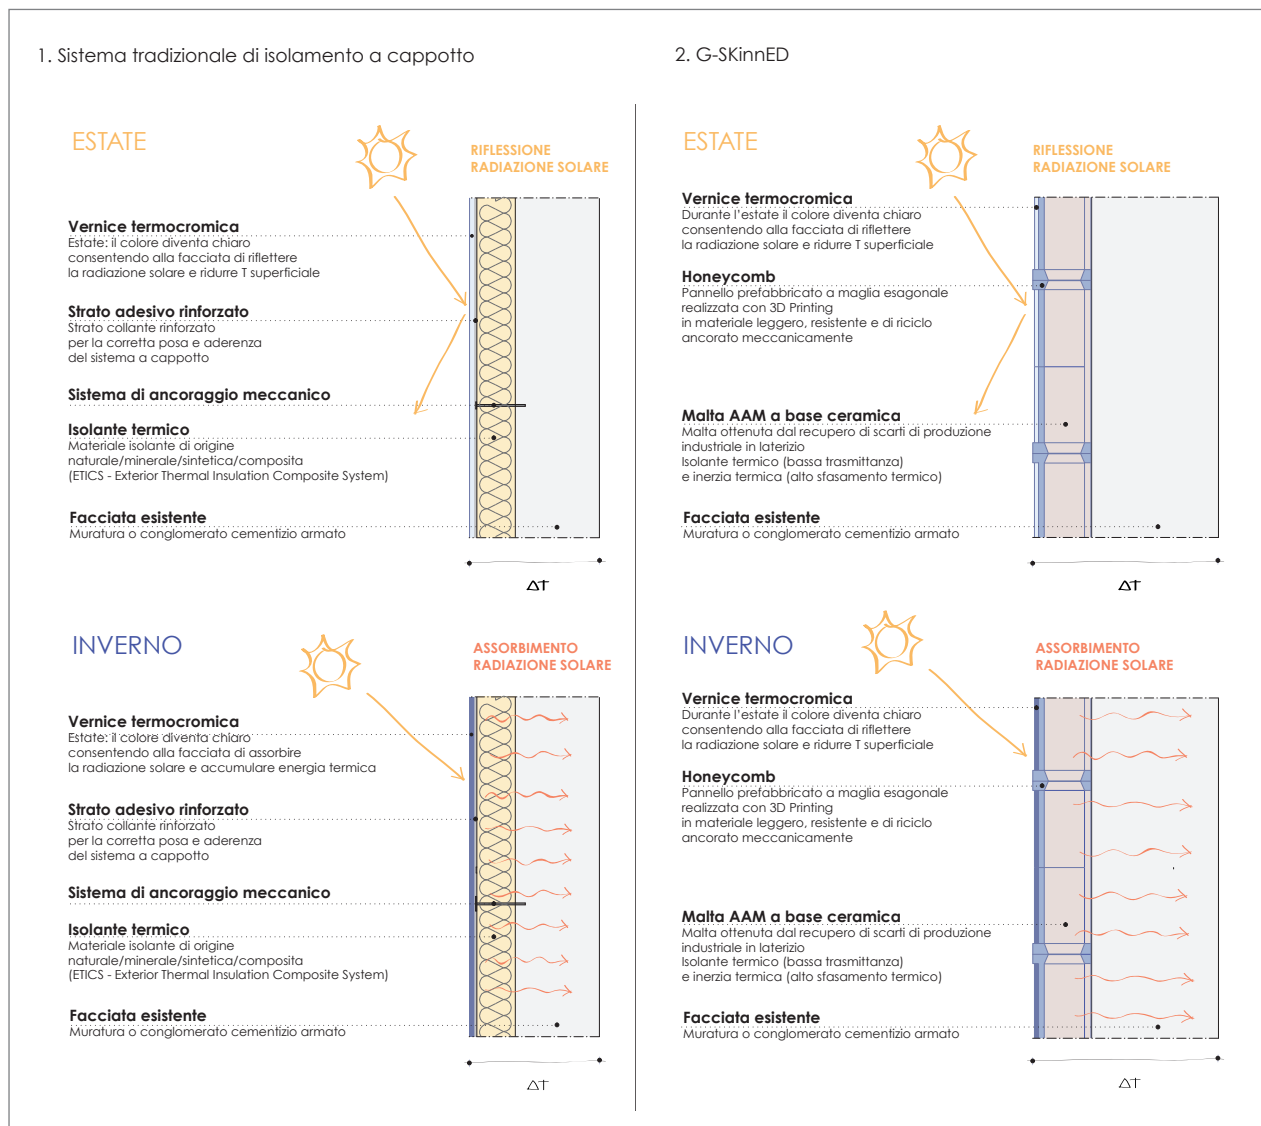 1. Sistema tradizionale di isolamento a cappotto
ESTATE
RIFLESSIONE
RADIAZIONE SOLARE
Vernice termocromica
Estate: il colore diventa chiaro
consentendo alla facciata di riflettere
la radiazione solare e ridurre T superficiale
Strato adesivo rinforzato
Strato collante rinforzato
per la corretta posa e aderenza
del sistema a cappotto
Sistema di ancoraggio meccanico
Isolante termico
Materiale isolante di origine
naturale/minerale/sintetica/composita
(ETICS - Exterior Thermal Insulation Composite System)
Facciata esistente
Muratura o conglomerato cementizio armato
ΔT
INVERNO
ASSORBIMENTO
RADIAZIONE SOLARE
Vernice termocromica
Estate: il colore diventa chiaro
consentendo alla facciata di assorbire
la radiazione solare e accumulare energia termica
Strato adesivo rinforzato
Strato collante rinforzato
per la corretta posa e aderenza
del sistema a cappotto
Sistema di ancoraggio meccanico
Isolante termico
Materiale isolante di origine
naturale/minerale/sintetica/composita
(ETICS - Exterior Thermal Insulation Composite System)
Facciata esistente
Muratura o conglomerato cementizio armato
ΔT
2. G-SKinnED
ESTATE
RIFLESSIONE
RADIAZIONE SOLARE
Vernice termocromica
Durante l'estate il colore diventa chiaro
consentendo alla facciata di riflettere
la radiazione solare e ridurre T superficiale
Honeycomb
Pannello prefabbricato a maglia esagonale
realizzata con 3D Printing
in materiale leggero, resistente e di riciclo
ancorato meccanicamente
Malta AAM a base ceramica
Malta ottenuta dal recupero di scarti di produzione
industriale in laterizio
Isolante termico (bassa trasmittanza)
e inerzia termica (alto sfasamento termico)
Facciata esistente
Muratura o conglomerato cementizio armato
ΔT
INVERNO
ASSORBIMENTO
RADIAZIONE SOLARE
Vernice termocromica
Durante l'estate il colore diventa chiaro
consentendo alla facciata di riflettere
la radiazione solare e ridurre T superficiale
Honeycomb
Pannello prefabbricato a maglia esagonale
realizzata con 3D Printing
in materiale leggero, resistente e di riciclo
ancorato meccanicamente
Malta AAM a base ceramica
Malta ottenuta dal recupero di scarti di produzione
industriale in laterizio
Isolante termico (bassa trasmittanza)
e inerzia termica (alto sfasamento termico)
Facciata esistente
Muratura o conglomerato cementizio armato
ΔT